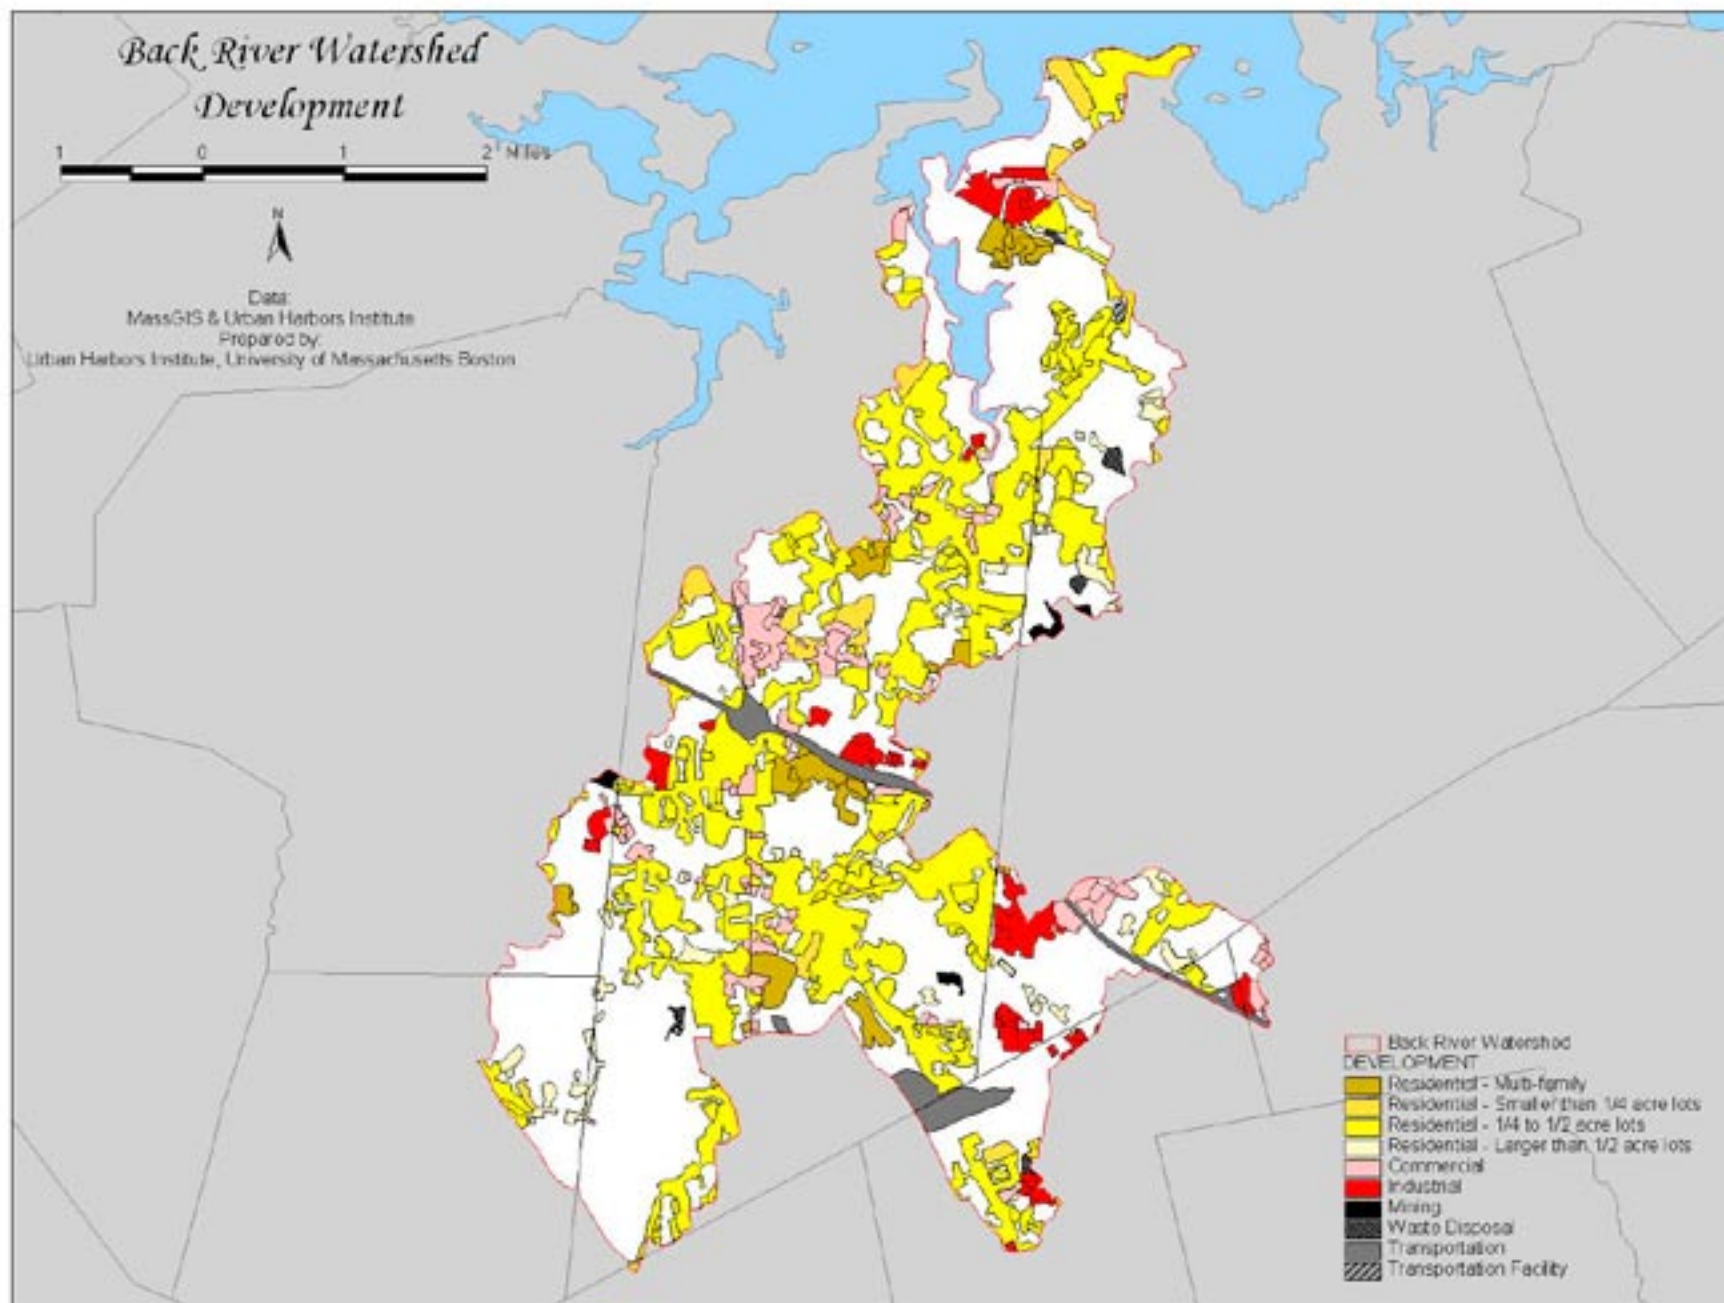 Back River Watershed
Development
1 0 1 2 Miles
N
Data:
MassGIS & Urban Harbors Institute
Prepared by:
Urban Harbors Institute, University of Massachusetts Boston
Back River Watershed
DEVELOPMENT
Residential - Multi-family
Residential - Smaller than 1/4 acre lots
Residential - 1/4 to 1/2 acre lots
Residential - Larger than 1/2 acre lots
Commercial
Industrial
Mining
Waste Disposal
Transportation
Transportation Facility